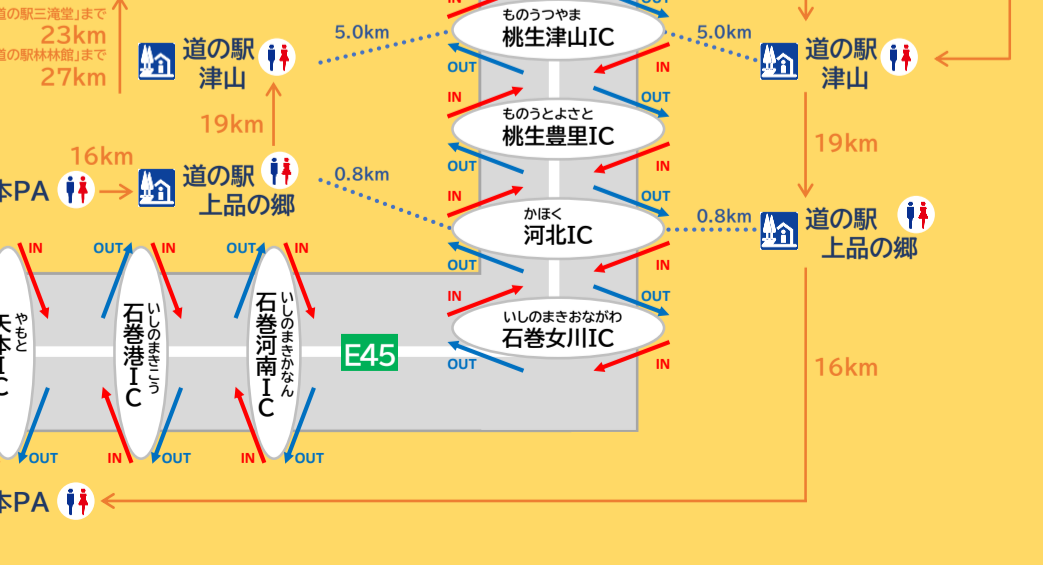 道の駅三滝堂」まで
23km
道の駅林林館」まで
27km
道の駅
津山
19km
16km
本PA
道の駅
上品の郷
5.0km
0.8km
IN
OUT
ものうつやま
桃生津山IC
OUT
IN
IN
OUT
ものうとよさと
桃生豊里IC
OUT
IN
IN
OUT
かほく
河北IC
OUT
IN
IN
OUT
いしのまきおながわ
石巻女川IC
OUT
IN
5.0km
道の駅
津山
19km
0.8km
道の駅
上品の郷
16km
IN
OUT
IN
OUT
IN
やもと
矢本IC
いしのまきこう
石巻港IC
いしのまきかなん
石巻河南IC
E45
OUT
IN
OUT
IN
OUT
本PA